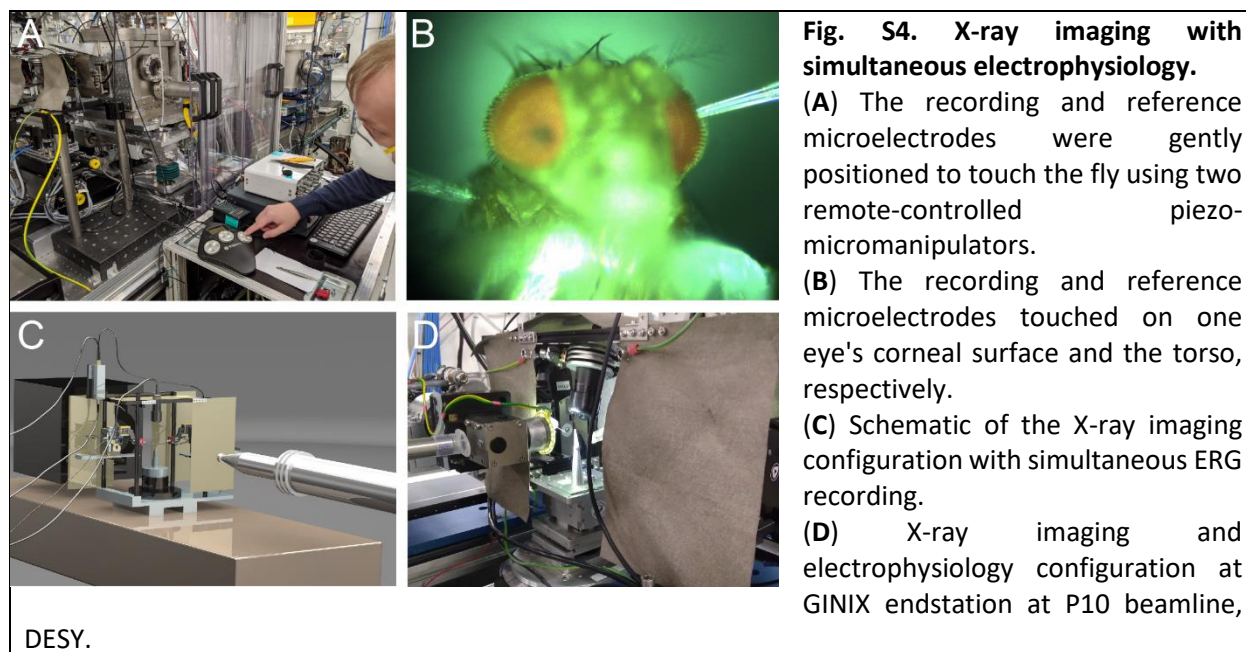 A
B
C
D
Fig. S4. X-ray imaging with
simultaneous electrophysiology.
(A) The recording and reference
microelectrodes were gently
positioned to touch the fly using two
remote-controlled piezo-
micromanipulators.
(B) The recording and reference
microelectrodes touched on one
eye's corneal surface and the torso,
respectively.
(C) Schematic of the X-ray imaging
configuration with simultaneous ERG
recording.
(D) X-ray imaging and
electrophysiology configuration at
GINIX endstation at P10 beamline,
DESY.